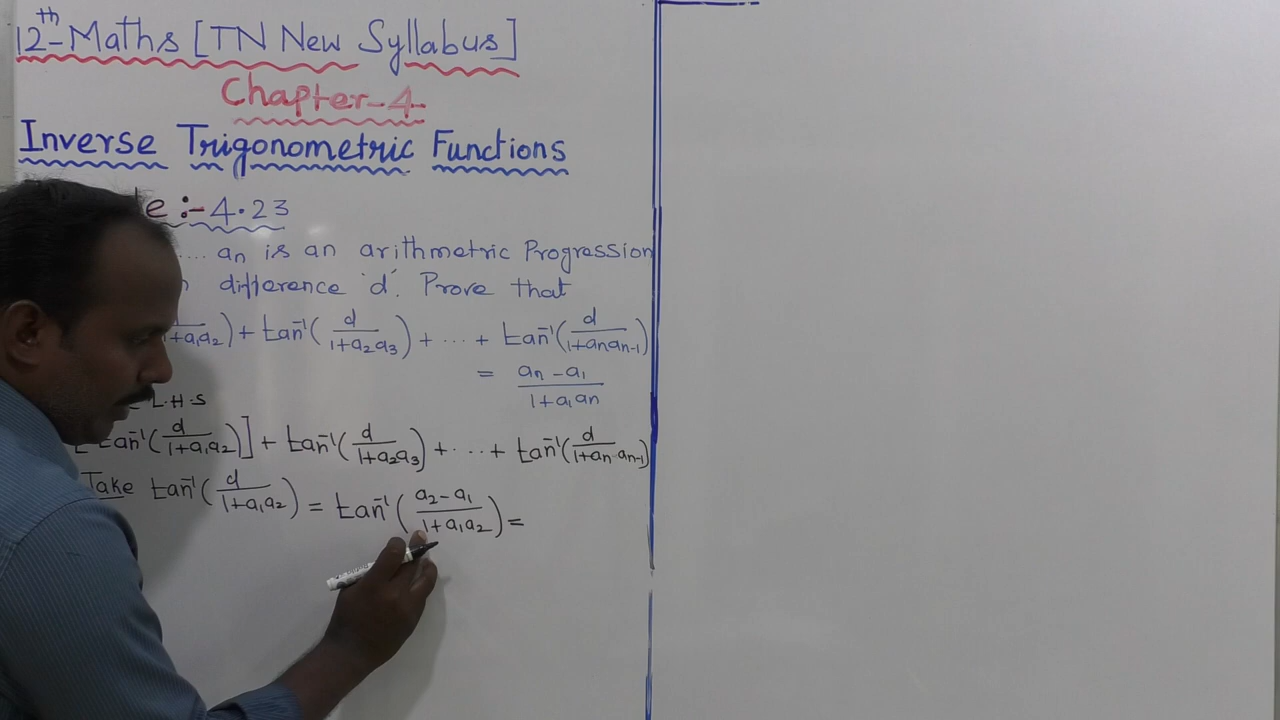 12th-Maths [TN New Syllabus]
Chapter-4
Inverse Trigonometric Functions
:- 4.23
.... an is an arithmetric Progression
difference 'd'. Prove that
1+a1a2) + tan⁻¹(d/1+a2a3) + ... + tan⁻¹(d/1+anan-1)
= an-a1/1+a1an
L.H.S
tan⁻¹(d/1+a1a2)] + tan⁻¹(d/1+a2a3) + ... + tan⁻¹(d/1+an.an-1)
Take tan⁻¹(d/1+a1a2) = tan⁻¹(a2-a1/1+a1a2) =